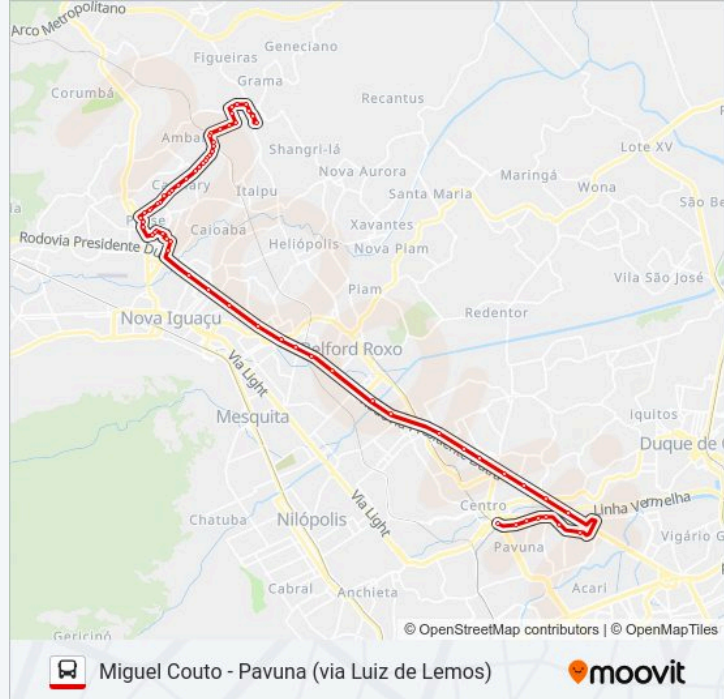 Arco Metropolitano
Geneciano
Figueiras
Grama
Corumbá
Recantus
Shangri-lá
Lote XV
Nova Aurora
Maringá
Itaipu
Santa Maria
Wona
Xavantes
Caioaba
Rodovia Presidente Du
Heliópolis
Nova Piam
Vila São José
Piam
Redentor
Nova Iguaçu
Belford Roxo
Via Light
Mesquita
Iquitos
Duque de C
Via Light
Centro
Linha Vermelha
Chatuba
Nilópolis
Pavuna
Vigário G
Acari
Cabral
Anchieta
Gericinó
© OpenStreetMap contributors | © OpenMapTiles
Miguel Couto - Pavuna (via Luiz de Lemos)
moovit